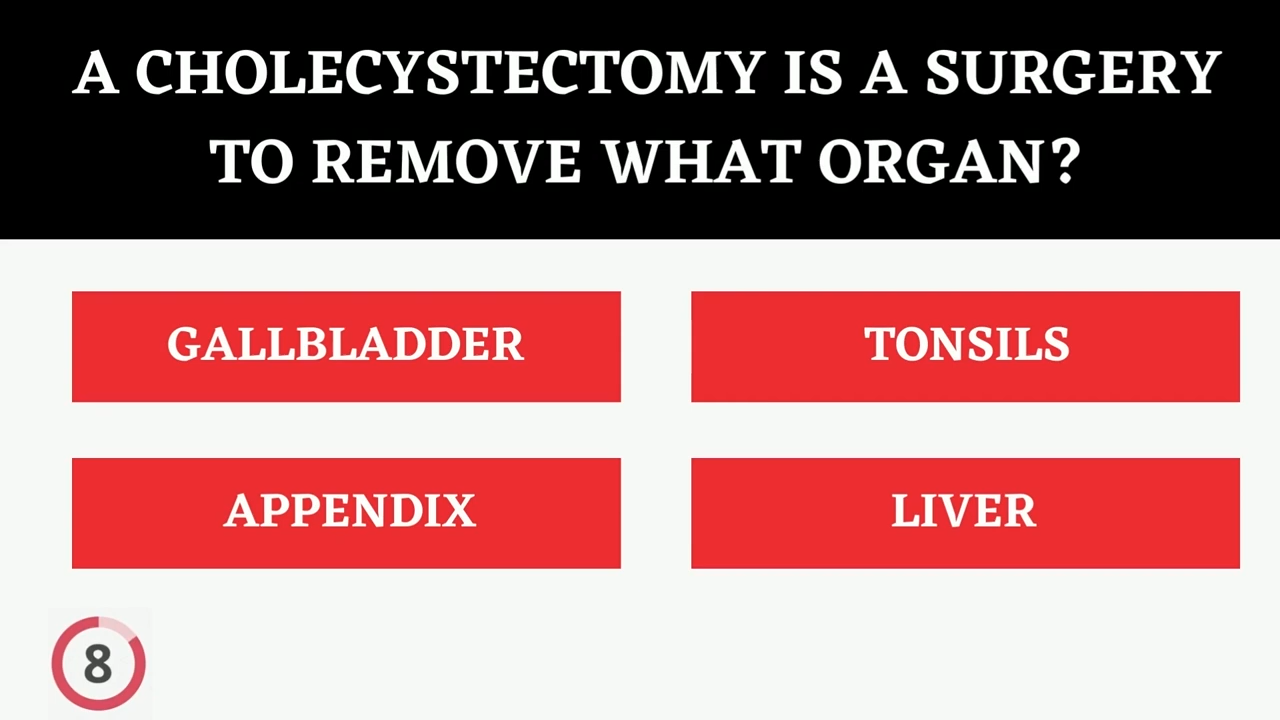 A CHOLECYSTECTOMY IS A SURGERY
TO REMOVE WHAT ORGAN?
GALLBLADDER
TONSILS
APPENDIX
LIVER
8